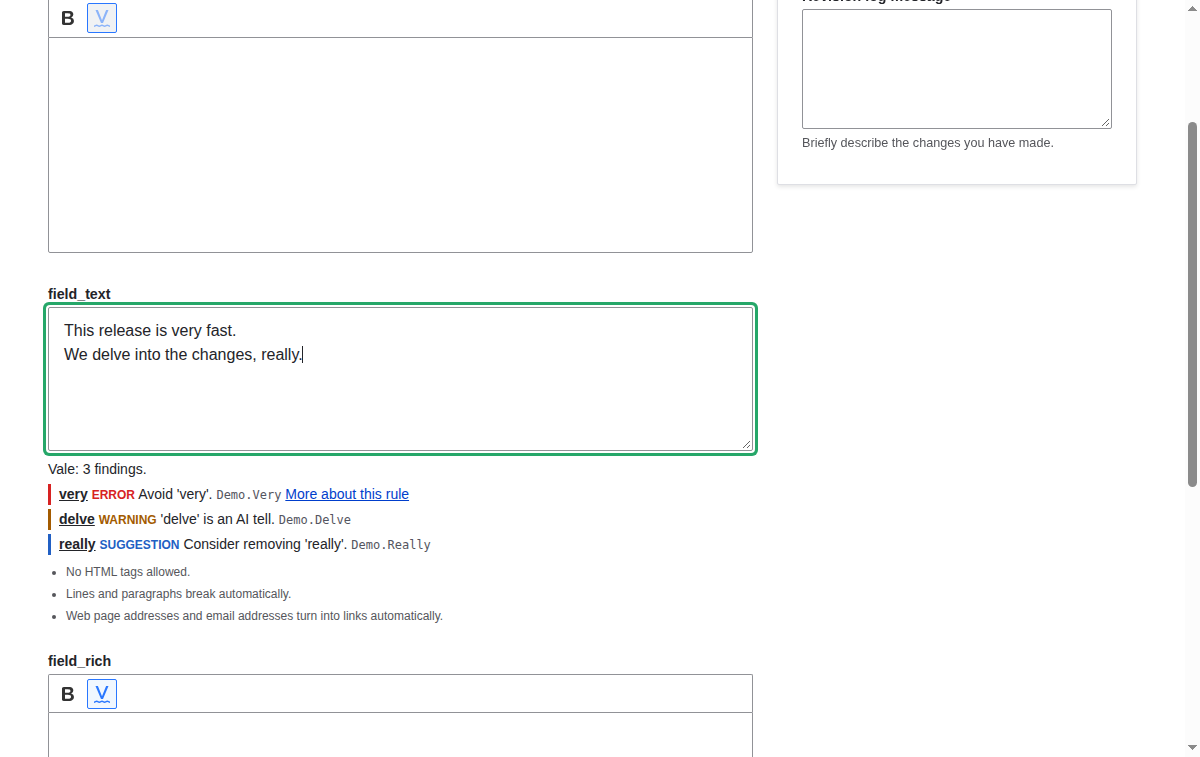 B V
Briefly describe the changes you have made.
field_text
This release is very fast.
We delve into the changes, really.
Vale: 3 findings.
very ERROR Avoid 'very'. Demo.Very More about this rule
delve WARNING 'delve' is an AI tell. Demo.Delve
really SUGGESTION Consider removing 'really'. Demo.Really
No HTML tags allowed.
Lines and paragraphs break automatically.
Web page addresses and email addresses turn into links automatically.
field_rich
B V